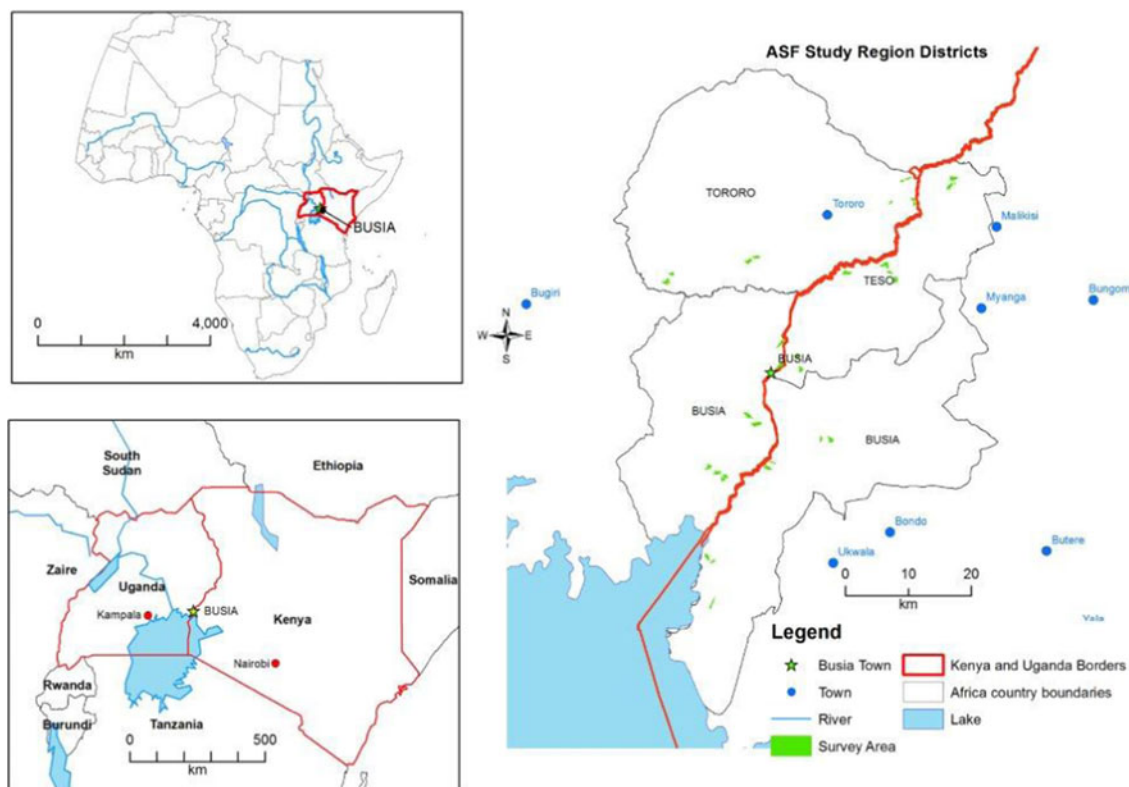 BUSIA
0 4,000
km
South
Sudan
Ethiopia
Zaire
Uganda
Somalia
Kampala
BUSIA
Kenya
Nairobi
Rwanda
Burundi
Tanzania
0 500
km
ASF Study Region Districts
TORORO
Tororo
Malikisi
TESO
Bugiri
Myanga
Bungom
N
W E
S
BUSIA
BUSIA
BUSIA
Bondo
Butere
Ukwala
0 10 20
km
Legend
Busia Town
Town
River
Survey Area
Kenya and Uganda Borders
Africa country boundaries
Lake